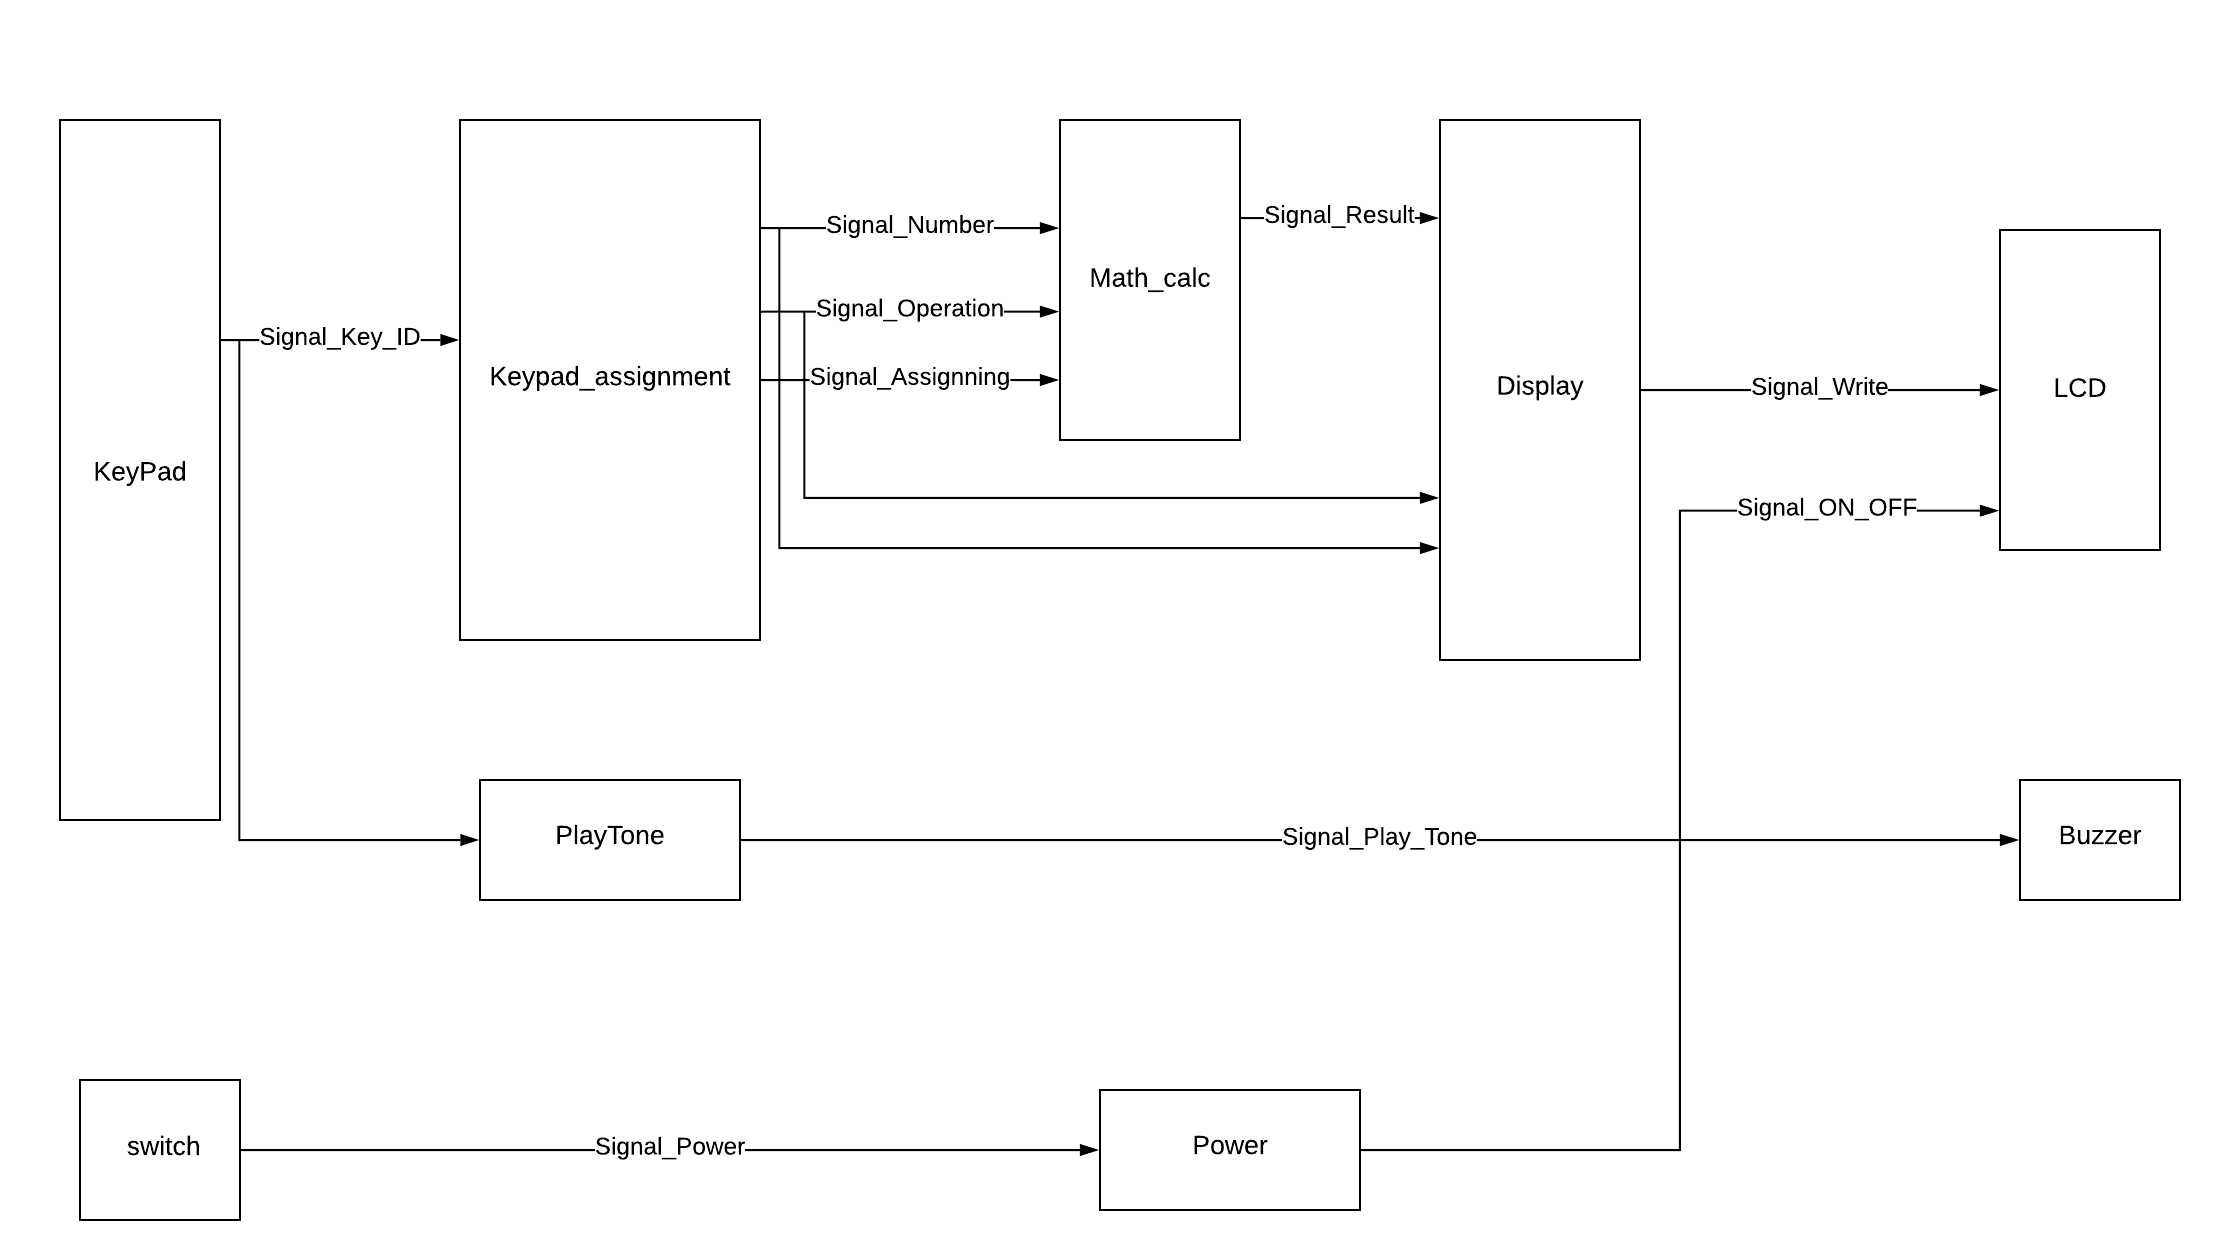 KeyPad
Signal_Key_ID
Keypad_assignment
Signal_Number
Signal_Operation
Signal_Assignning
Math_calc
Signal_Result
Display
Signal_Write
LCD
Signal_ON_OFF
PlayTone
Signal_Play_Tone
Buzzer
switch
Signal_Power
Power